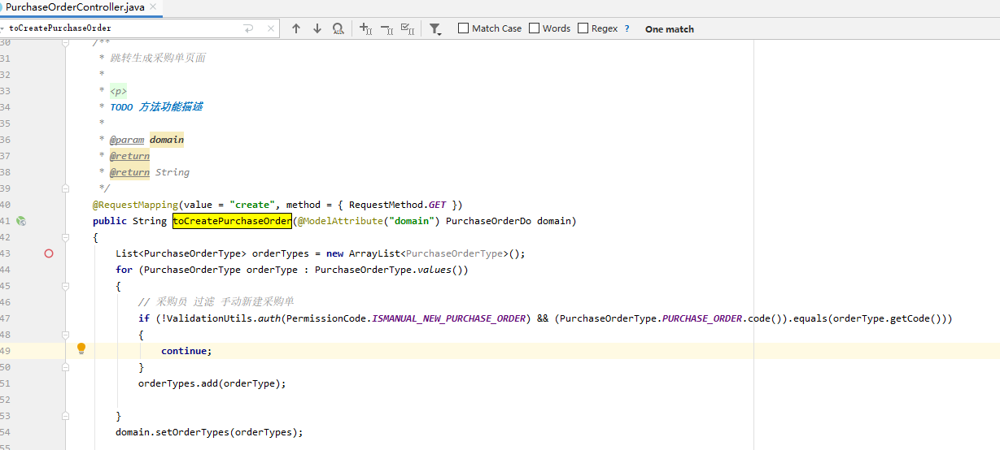 PurchaseOrderController.java
toCreatePurchaseOrder Match Case Words Regex ? One match
30 /**
31 * 跳转生成采购单页面
32 *
33 * <p>
34 * TODO 方法功能描述
35 *
36 * @param domain
37 * @return
38 * @return String
39 */
40 @RequestMapping(value = "create", method = { RequestMethod.GET })
41 public String toCreatePurchaseOrder(@ModelAttribute("domain") PurchaseOrderDo domain)
42 {
43 List<PurchaseOrderType> orderTypes = new ArrayList<PurchaseOrderType>();
44 for (PurchaseOrderType orderType : PurchaseOrderType.values())
45 {
46 // 采购员 过滤 手动新建采购单
47 if (!ValidationUtils.auth(PermissionCode.ISMANUAL_NEW_PURCHASE_ORDER) && (PurchaseOrderType.PURCHASE_ORDER.code()).equals(orderType.getCode()))
48 {
49 continue;
50 }
51 orderTypes.add(orderType);
52
53 }
54 domain.setOrderTypes(orderTypes);
55